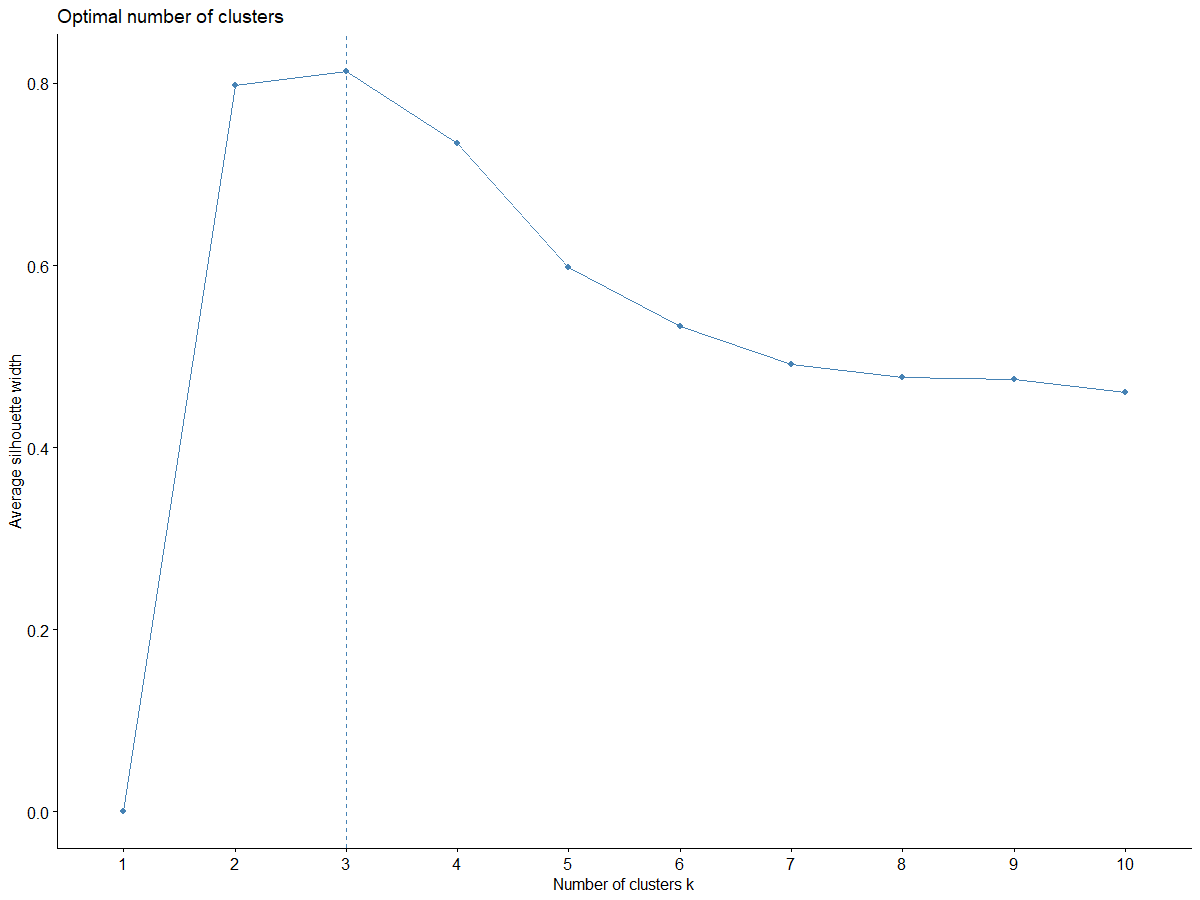 Optimal number of clusters
Average silhouette width
0.8
0.6
0.4
0.2
0.0
1 2 3 4 5 6 7 8 9 10
Number of clusters k